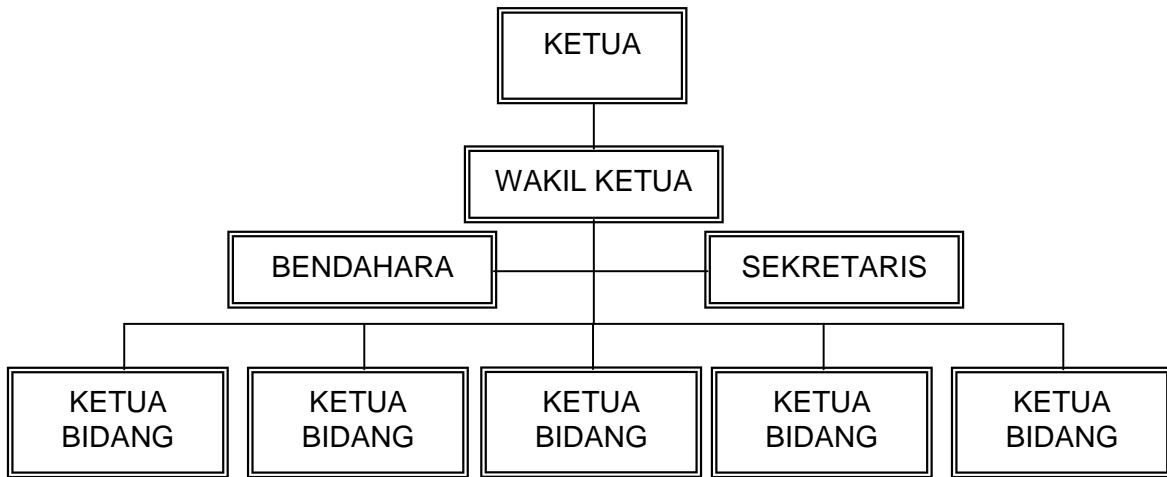 KETUA
WAKIL KETUA
BENDAHARA
SEKRETARIS
KETUA
BIDANG
KETUA
BIDANG
KETUA
BIDANG
KETUA
BIDANG
KETUA
BIDANG